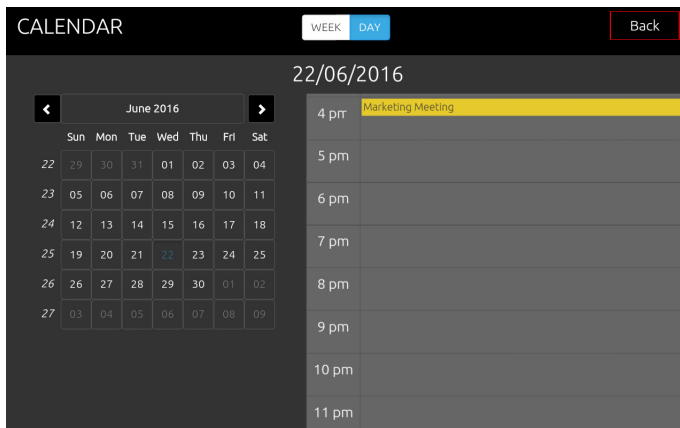 CALENDAR
WEEK DAY
Back
22/06/2016
June 2016
Sun Mon Tue Wed Thu Fri Sat
22 29 30 31 01 02 03 04
23 05 06 07 08 09 10 11
24 12 13 14 15 16 17 18
25 19 20 21 22 23 24 25
26 26 27 28 29 30 01 02
27 03 04 05 06 07 08 09
4 pm Marketing Meeting
5 pm
6 pm
7 pm
8 pm
9 pm
10 pm
11 pm